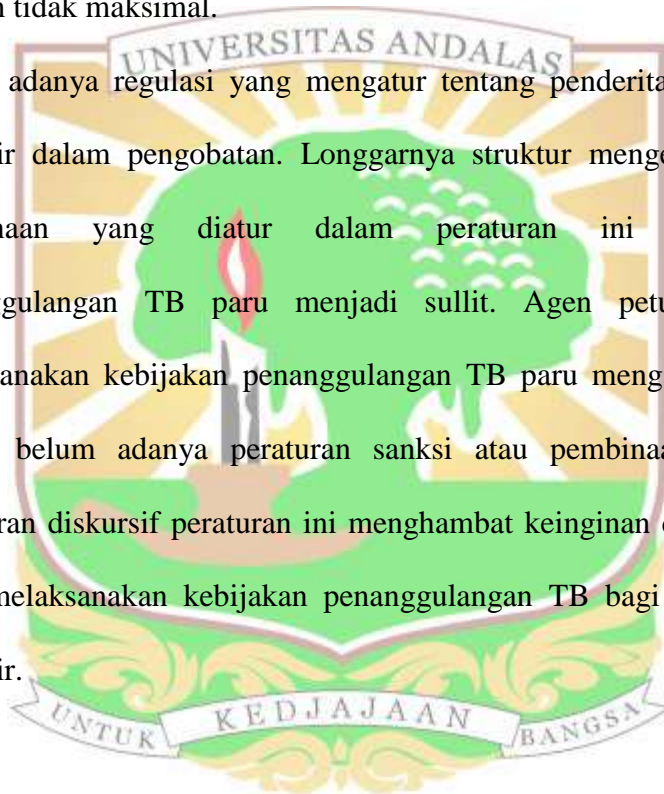 n tidak maksimal.
UNIVERSITAS ANDALAS
adanya regulasi yang mengatur tentang penderita
ir dalam pengobatan. Longgarnya struktur menge
naan yang diatur dalam peraturan ini
ggulangan TB paru menjadi sullit. Agen petu
anakan kebijakan penanggulangan TB paru meng
belum adanya peraturan sanksi atau pembinaa
ran diskursif peraturan ini menghambat keinginan
melaksanakan kebijakan penanggulangan TB bagi
ir.
UNTUK KEDJAJAAN BANGSA